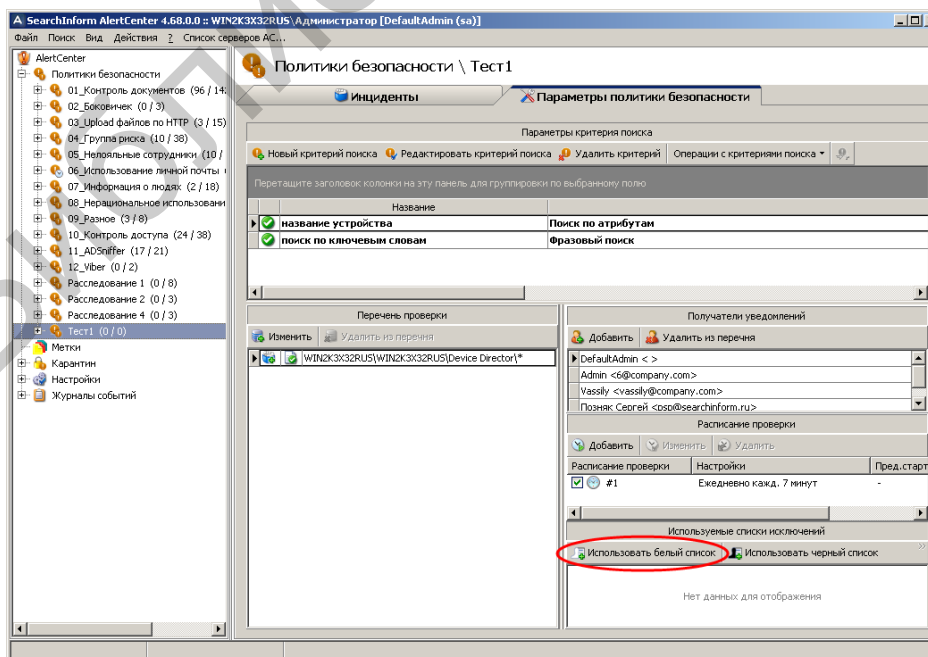 SearchInform AlertCenter 4.68.0.0 :: WIN2K3X32RUS\Администратор [DefaultAdmin (sa)]
Файл Поиск Вид Действия ? Список серверов AC...
AlertCenter
Политики безопасности
01_Контроль документов (96 / 14
02_Боковичек (0 / 3)
03_Upload файлов по HTTP (3 / 15)
04_Группа риска (10 / 38)
05_Нелояльные сотрудники (10 /
06_Использование личной почты
07_Информация о людях (2 / 18)
08_Нерациональное использовани
09_Разное (3 / 8)
10_Контроль доступа (24 / 38)
11_ADSniffer (17 / 21)
12_Viber (0 / 2)
Расследование 1 (0 / 8)
Расследование 2 (0 / 3)
Расследование 4 (0 / 3)
Тест1 (0 / 0)
Метки
Карантин
Настройки
Журналы событий
Политики безопасности \ Тест1
Инциденты
Параметры политики безопасности
Параметры критерия поиска
Новый критерий поиска Редактировать критерий поиска Удалить критерий Операции с критериями поиска
Перетащите заголовок колонки на эту панель для группировки по выбранному полю
Название
название устройства Поиск по атрибутам
поиск по ключевым словам Фразовый поиск
Перечень проверки
Изменить Удалить из перечня
WIN2K3X32RUS\WIN2K3X32RUS\Device Director\*
Получатели уведомлений
Добавить Удалить из перечня
DefaultAdmin < >
Admin <6@company.com>
Vassily <vassily@company.com>
Позняк Сергей <psp@searchinform.ru>
Расписание проверки
Добавить Изменить Удалить
Расписание проверки Настройки Пред.старт
#1 Ежедневно кажд. 7 минут -
Используемые списки исключений
Использовать белый список Использовать черный список
Нет данных для отображения